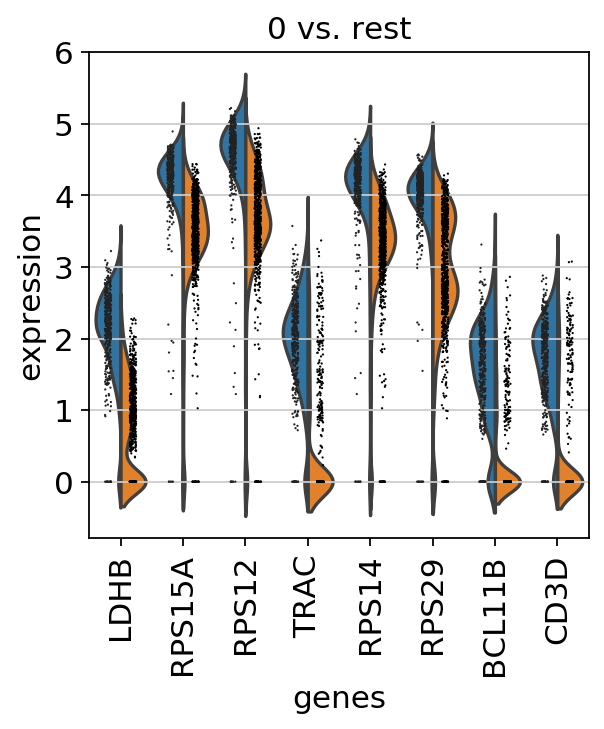 0 vs. rest
6
5
4
3
2
1
0
expression
LDHB
RPS15A
RPS12
TRAC
RPS14
RPS29
BCL11B
CD3D
genes